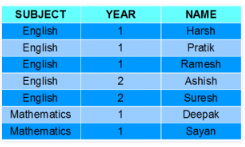 SUBJECT YEAR NAME
English 1 Harsh
English 1 Pratik
English 1 Ramesh
English 2 Ashish
English 2 Suresh
Mathematics 1 Deepak
Mathematics 1 Sayan